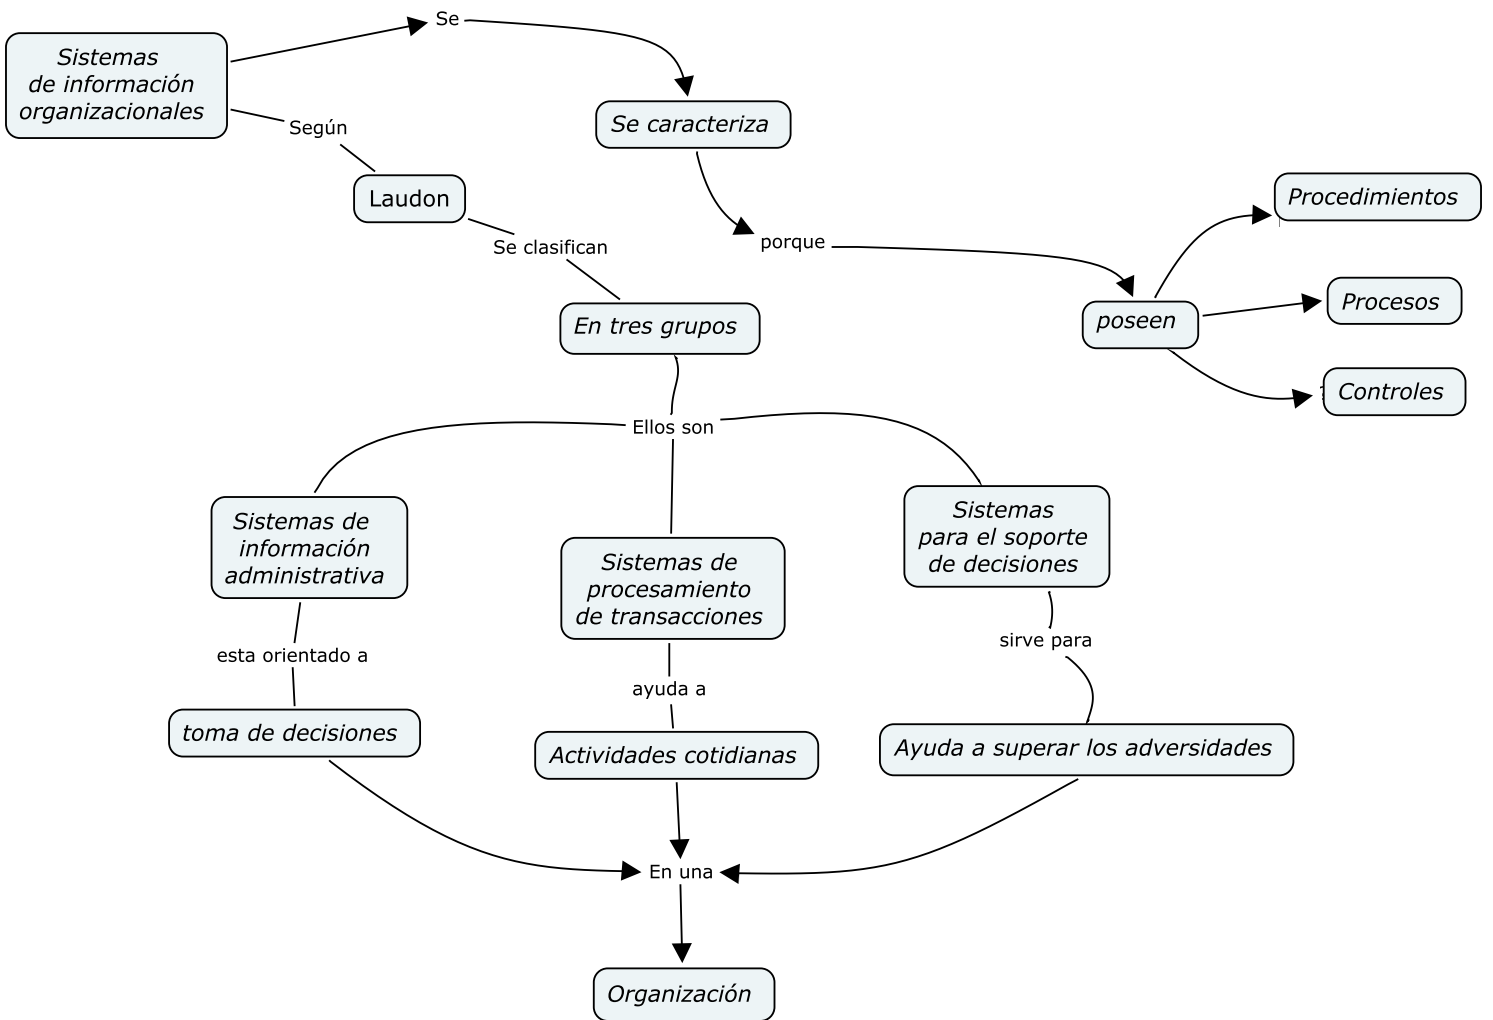 Se
Sistemas
de información
organizacionales
Según
Se caracteriza
Laudon
Procedimientos
Se clasifican
porque
En tres grupos
poseen
Procesos
Controles
Ellos son
Sistemas de
información
administrativa
Sistemas de
procesamiento
de transacciones
Sistemas
para el soporte
de decisiones
esta orientado a
ayuda a
sirve para
toma de decisiones
Actividades cotidianas
Ayuda a superar los adversidades
En una
Organización